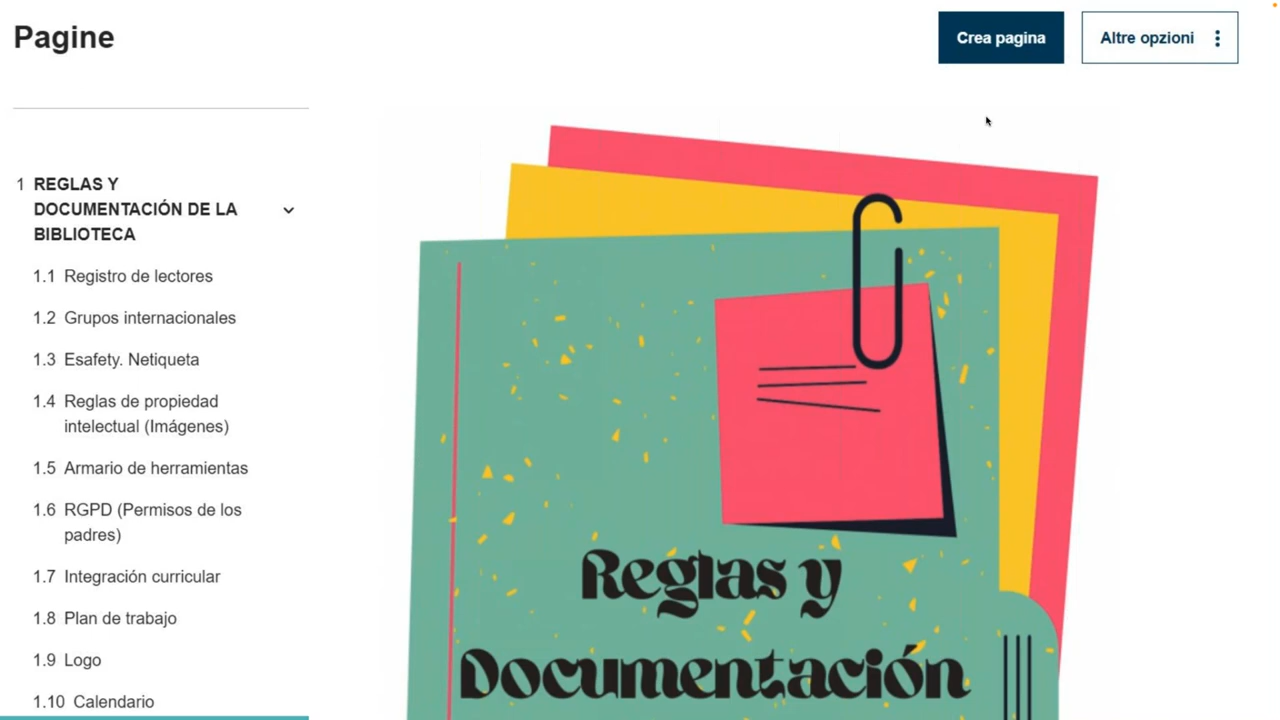 Pagine
Crea pagina
Altre opzioni
1 REGLAS Y
DOCUMENTACIÓN DE LA
BIBLIOTECA
1.1 Registro de lectores
1.2 Grupos internacionales
1.3 Esafety. Netiqueta
1.4 Reglas de propiedad
intelectual (Imágenes)
1.5 Armario de herramientas
1.6 RGPD (Permisos de los
padres)
1.7 Integración curricular
1.8 Plan de trabajo
1.9 Logo
1.10 Calendario
Reglas y
Documentación